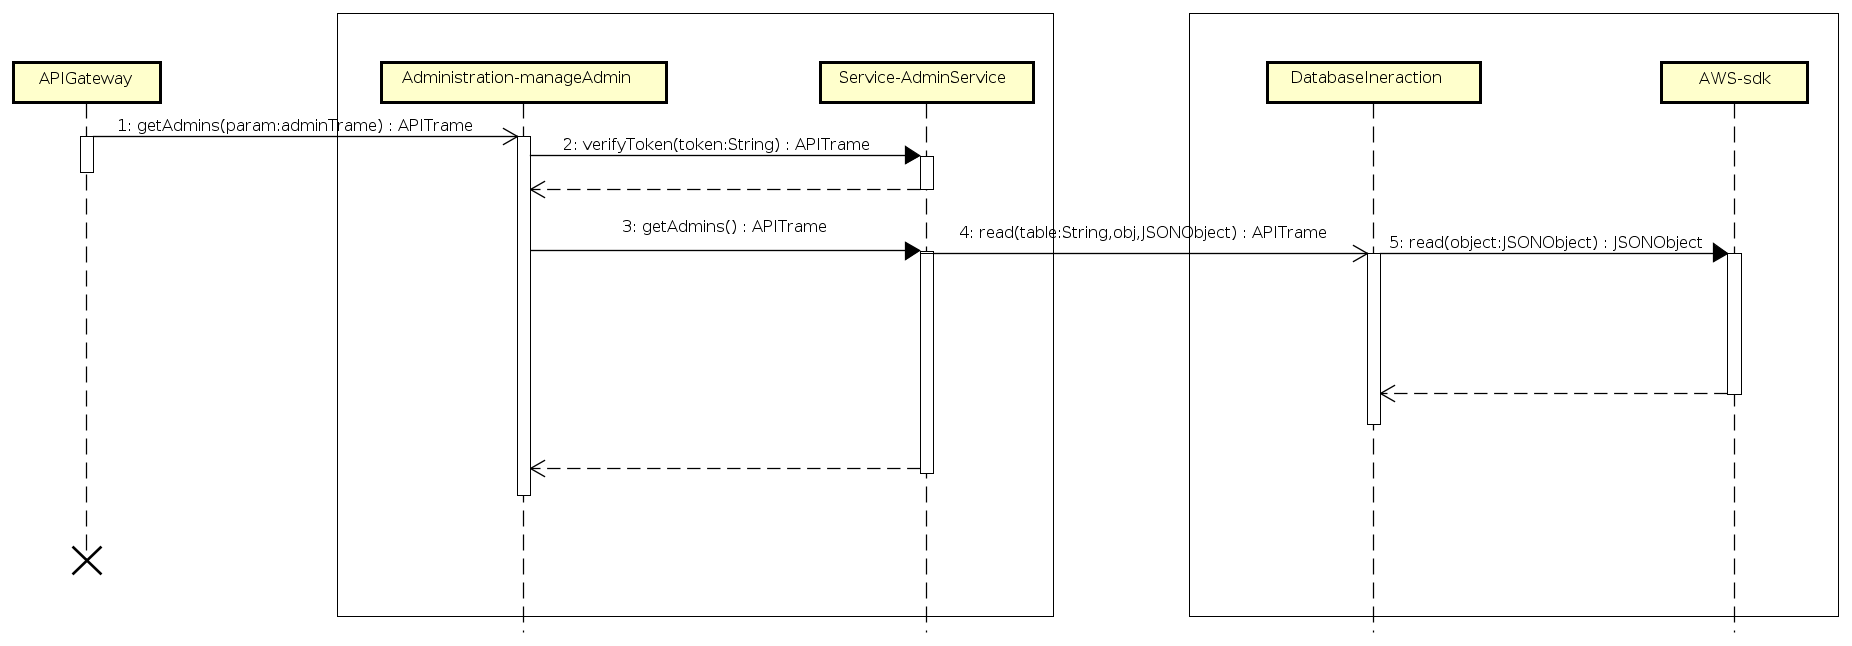 APIGateway
Administration-manageAdmin
Service-AdminService
DatabaseIneraction
AWS-sdk
1: getAdmins(param:adminTrame) : APITrame
2: verifyToken(token:String) : APITrame
3: getAdmins() : APITrame
4: read(table:String,obj,JSONObject) : APITrame
5: read(object:JSONObject) : JSONObject